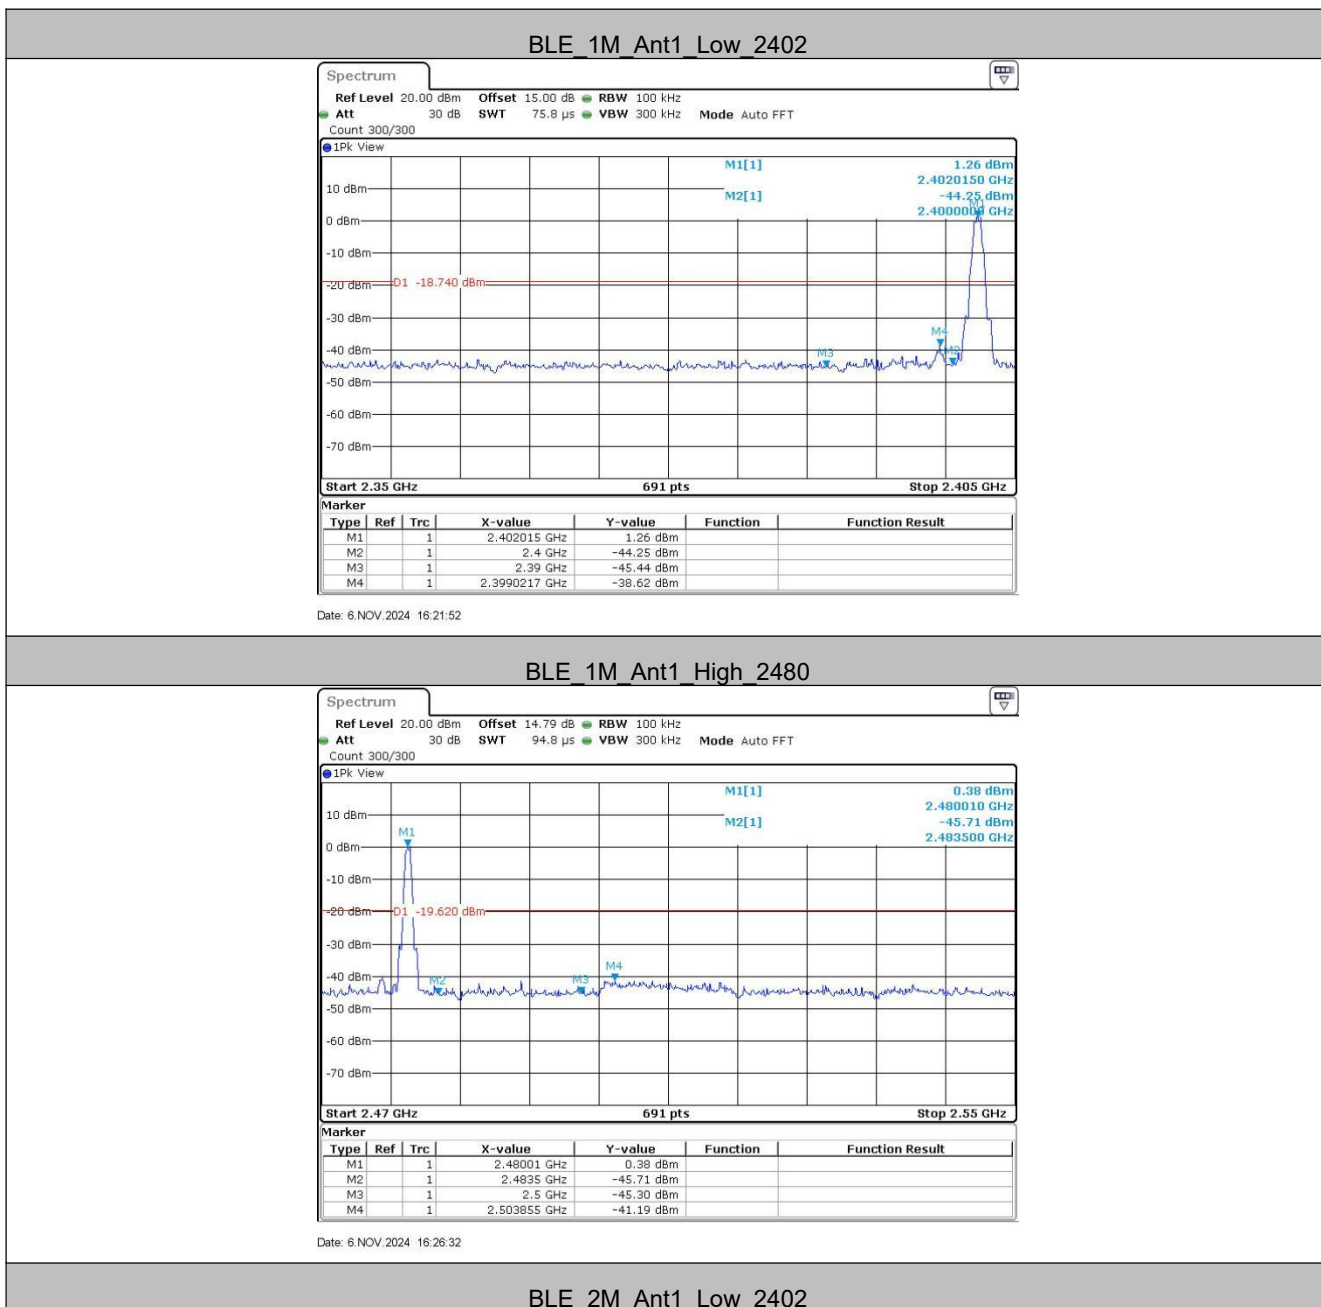 BLE_1M_Ant1_Low_2402
Spectrum
Ref Level 20.00 dBm Offset 15.00 dB RBW 100 kHz
Att 30 dB SWT 75.8 µs VBW 300 kHz Mode Auto FFT
Count 300/300
1Pk View
M1[1] 1.26 dBm
2.4020150 GHz
M2[1] -44.25 dBm
2.4000000 GHz
M1
10 dBm
0 dBm
-10 dBm
-20 dBm
D1 -18.740 dBm
-30 dBm
M4
-40 dBm
M3
M2
-50 dBm
-60 dBm
-70 dBm
Start 2.35 GHz 691 pts Stop 2.405 GHz
Marker
Type Ref Trc X-value Y-value Function Function Result
M1 1 2.402015 GHz 1.26 dBm
M2 1 2.4 GHz -44.25 dBm
M3 1 2.39 GHz -45.44 dBm
M4 1 2.3990217 GHz -38.62 dBm
Date: 6.NOV.2024 16:21:52
BLE_1M_Ant1_High_2480
Spectrum
Ref Level 20.00 dBm Offset 14.79 dB RBW 100 kHz
Att 30 dB SWT 94.8 µs VBW 300 kHz Mode Auto FFT
Count 300/300
1Pk View
M1[1] 0.38 dBm
2.480010 GHz
M2[1] -45.71 dBm
2.483500 GHz
10 dBm
M1
0 dBm
-10 dBm
-20 dBm
D1 -19.620 dBm
-30 dBm
M4
-40 dBm
M2
M3
-50 dBm
-60 dBm
-70 dBm
Start 2.47 GHz 691 pts Stop 2.55 GHz
Marker
Type Ref Trc X-value Y-value Function Function Result
M1 1 2.48001 GHz 0.38 dBm
M2 1 2.4835 GHz -45.71 dBm
M3 1 2.5 GHz -45.30 dBm
M4 1 2.503855 GHz -41.19 dBm
Date: 6.NOV.2024 16:26:32
BLE_2M_Ant1_Low_2402